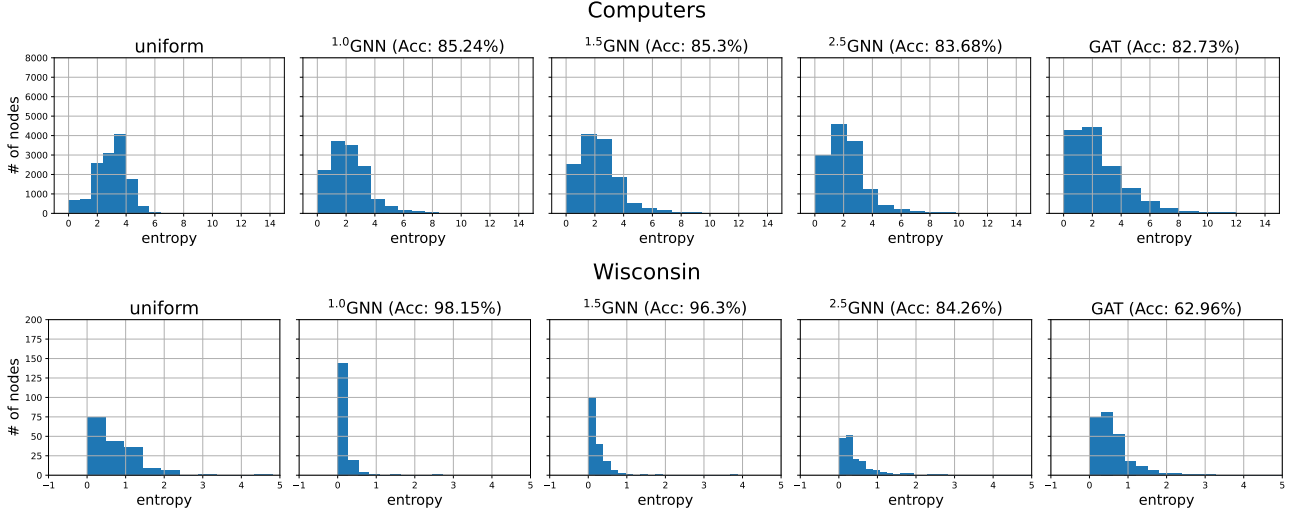 Computers
uniform
1.0GNN (Acc: 85.24%)
1.5GNN (Acc: 85.3%)
2.5GNN (Acc: 83.68%)
GAT (Acc: 82.73%)
# of nodes
8000
7000
6000
5000
4000
3000
2000
1000
0
0 2 4 6 8 10 12 14
0 2 4 6 8 10 12 14
0 2 4 6 8 10 12 14
0 2 4 6 8 10 12 14
0 2 4 6 8 10 12 14
entropy
entropy
entropy
entropy
entropy
Wisconsin
uniform
1.0GNN (Acc: 98.15%)
1.5GNN (Acc: 96.3%)
2.5GNN (Acc: 84.26%)
GAT (Acc: 62.96%)
# of nodes
200
175
150
125
100
75
50
25
0
−1 0 1 2 3 4 5
−1 0 1 2 3 4 5
−1 0 1 2 3 4 5
−1 0 1 2 3 4 5
−1 0 1 2 3 4 5
entropy
entropy
entropy
entropy
entropy